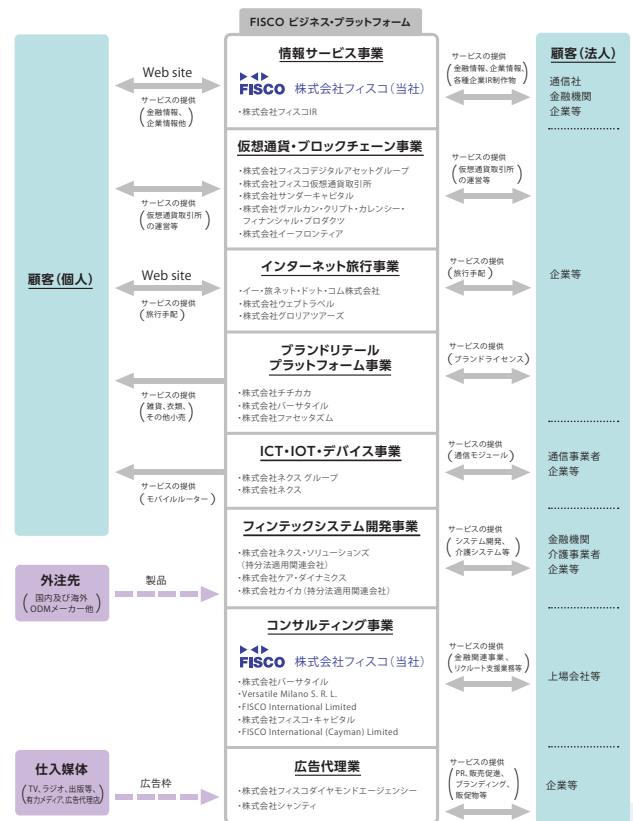 FISCO ビジネス・プラットフォーム
情報サービス事業
FISCO 株式会社フィスコ(当社)
・株式会社フィスコIR
Web site
サービスの提供
(金融情報、
企業情報他)
サービスの提供
(金融情報、企業情報、
各種企業IR制作物)
顧客(法人)
通信社
金融機関
企業等
仮想通貨・ブロックチェーン事業
・株式会社フィスコデジタルアセットグループ
・株式会社フィスコ仮想通貨取引所
・株式会社サンダーキャピタル
・株式会社ヴァルカン・クリプト・カレンシー・
フィナンシャル・プロダクツ
・株式会社イーフロンティア
サービスの提供
(仮想通貨取引所
の運営等)
サービスの提供
(仮想通貨取引所
の運営等)
顧客(個人)
インターネット旅行事業
・イー・旅ネット・ドット・コム株式会社
・株式会社ウェブトラベル
・株式会社グロリアツアーズ
Web site
サービスの提供
(旅行手配)
サービスの提供
(旅行手配)
企業等
ブランドリテール
プラットフォーム事業
・株式会社チチカカ
・株式会社バーサタイル
・株式会社ファセッタズム
サービスの提供
(雑貨、衣類、
その他小売)
サービスの提供
(ブランドライセンス)
ICT・IOT・デバイス事業
・株式会社ネクス グループ
・株式会社ネクス
サービスの提供
(モバイルルーター)
サービスの提供
(通信モジュール)
通信事業者
企業等
フィンテックシステム開発事業
・株式会社ネクス・ソリューションズ
(持分法適用関連会社)
・株式会社ケア・ダイナミクス
・株式会社カイカ(持分法適用関連会社)
外注先
(国内及び海外
ODMメーカー他)
製品
サービスの提供
(システム開発、
介護システム等)
金融機関
介護事業者
企業等
コンサルティング事業
FISCO 株式会社フィスコ(当社)
・株式会社バーサタイル
・Versatile Milano S. R. L.
・FISCO International Limited
・株式会社フィスコ・キャピタル
・FISCO International (Cayman) Limited
サービスの提供
(金融関連事業、
リクルート支援業務等)
上場会社等
広告代理業
・株式会社フィスコダイヤモンドエージェンシー
・株式会社シャンティ
仕入媒体
(TV、ラジオ、出版等、
有力メディア、広告代理店)
広告枠
サービスの提供
(PR、販売促進、
ブランディング、
販促物等)
企業等